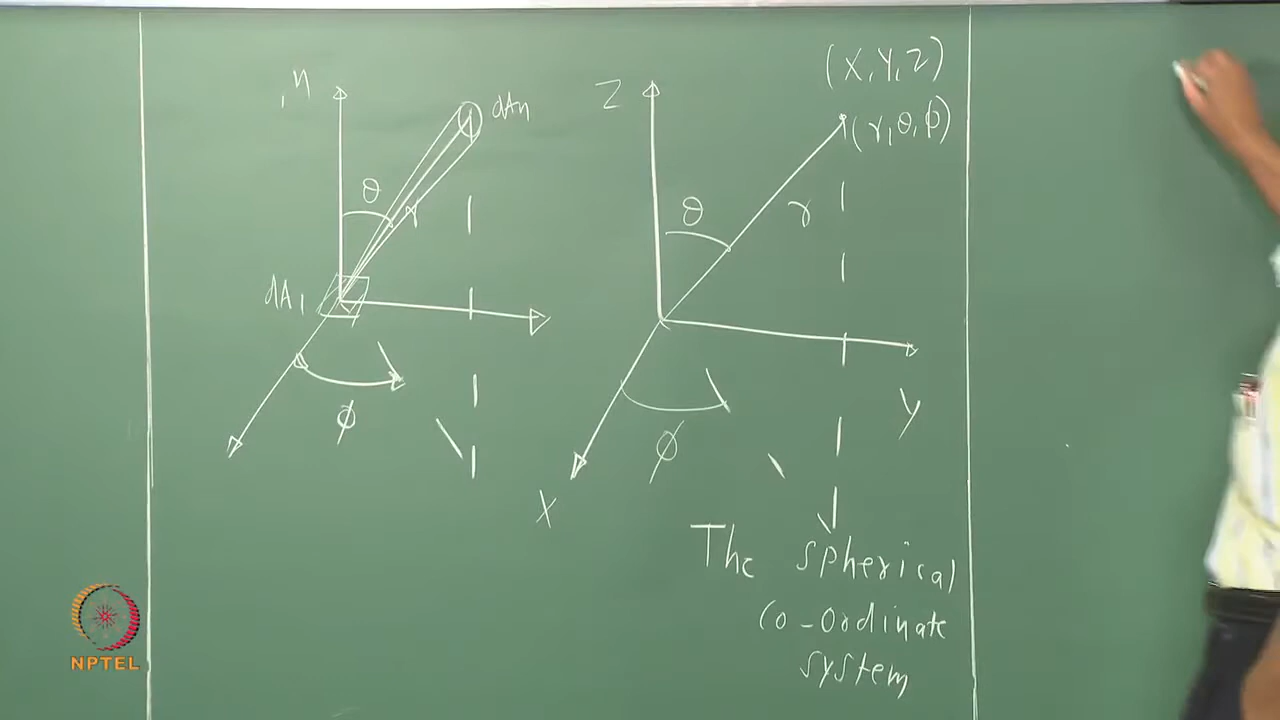 n
dAn
θ
r
dA1
ϕ
Z
(X, Y, Z)
(r, θ, ϕ)
θ
r
ϕ
Y
X
The spherical
co-ordinate
system
NPTEL